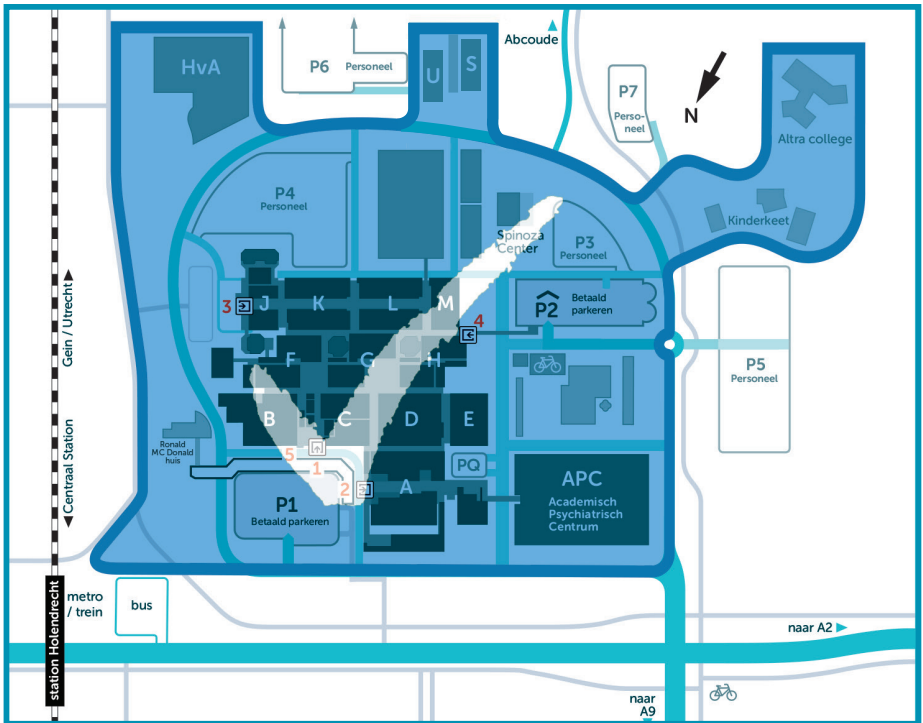 HvA
P6 Personeel
U
S
Abcoude
P7
Perso-
neel
N
Altra college
Kinderkeet
P4
Personeel
Spinoza
Center
P3
Personeel
Gein / Utrecht
3
J
K
L
M
4
P2
Betaald
parkeren
F
G
H
P5
Personeel
B
C
D
E
Ronald
MC Donald
huis
5
1
2
A
PQ
APC
Academisch
Psychiatrisch
Centrum
P1
Betaald parkeren
Centraal Station
station Holendrecht
metro
/ trein
bus
naar A2
naar
A9